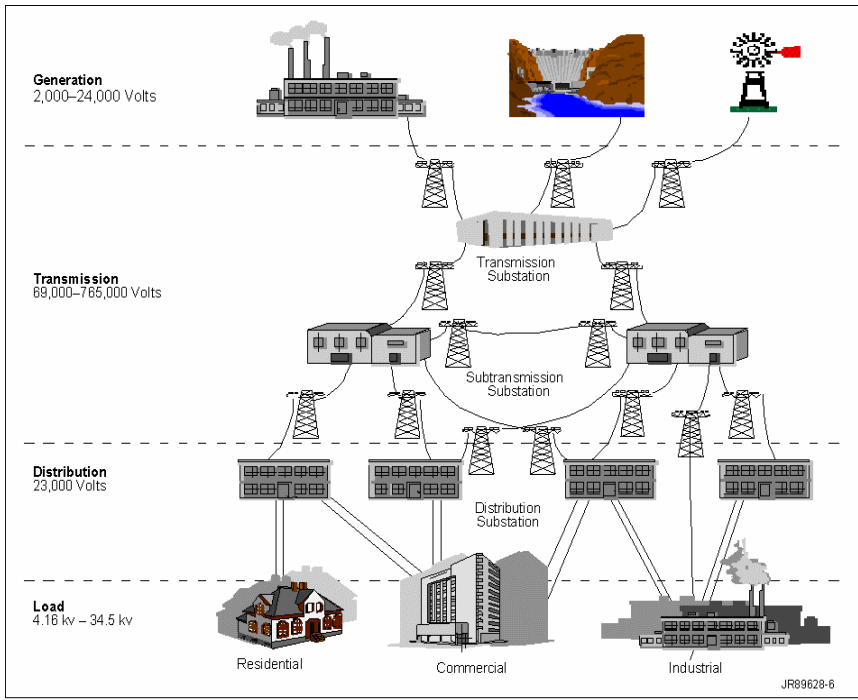 Generation
2,000–24,000 Volts
Transmission
Substation
Transmission
69,000–765,000 Volts
Subtransmission
Substation
Distribution
23,000 Volts
Distribution
Substation
Load
4.16 kv – 34.5 kv
Residential
Commercial
Industrial
JR89628-6